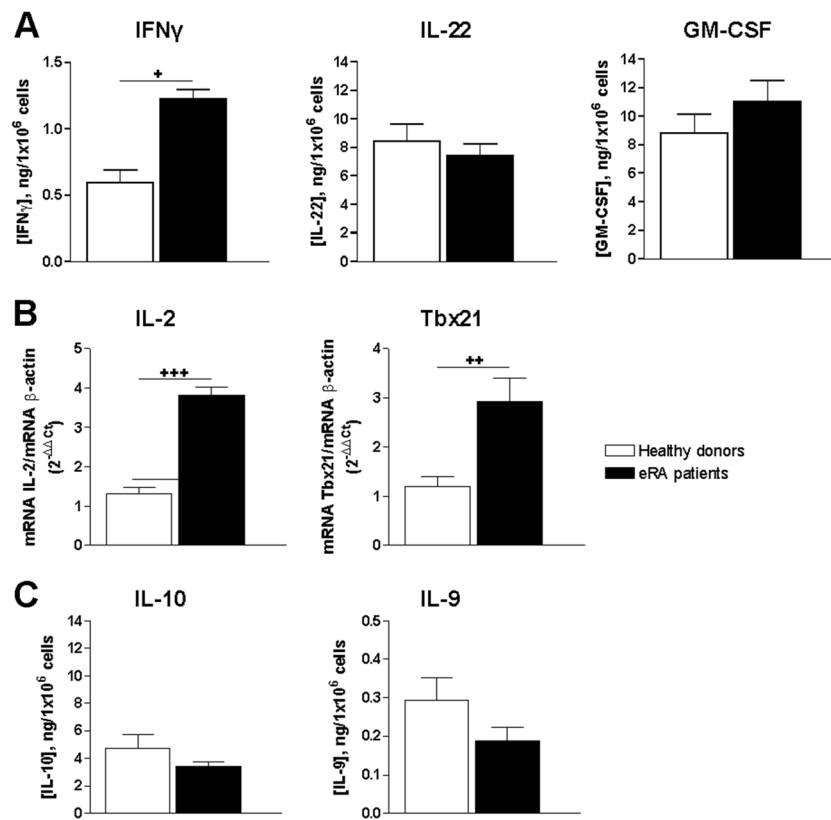 A
IFNγ
IL-22
GM-CSF
[IFNγ], ng/1x10⁶ cells
1.5
1.0
0.5
0.0
+
[IL-22], ng/1x10⁶ cells
14
12
10
8
6
4
2
0
[GM-CSF], ng/1x10⁶ cells
14
12
10
8
6
4
2
0
B
IL-2
Tbx21
mRNA IL-2/mRNA β-actin
(2^-ΔΔCt)
5
4
3
2
1
0
+++
mRNA Tbx21/mRNA β-actin
(2^-ΔΔCt)
4
3
2
1
0
++
Healthy donors
eRA patients
C
IL-10
IL-9
[IL-10], ng/1x10⁶ cells
14
12
10
8
6
4
2
0
[IL-9], ng/1x10⁶ cells
0.5
0.4
0.3
0.2
0.1
0.0